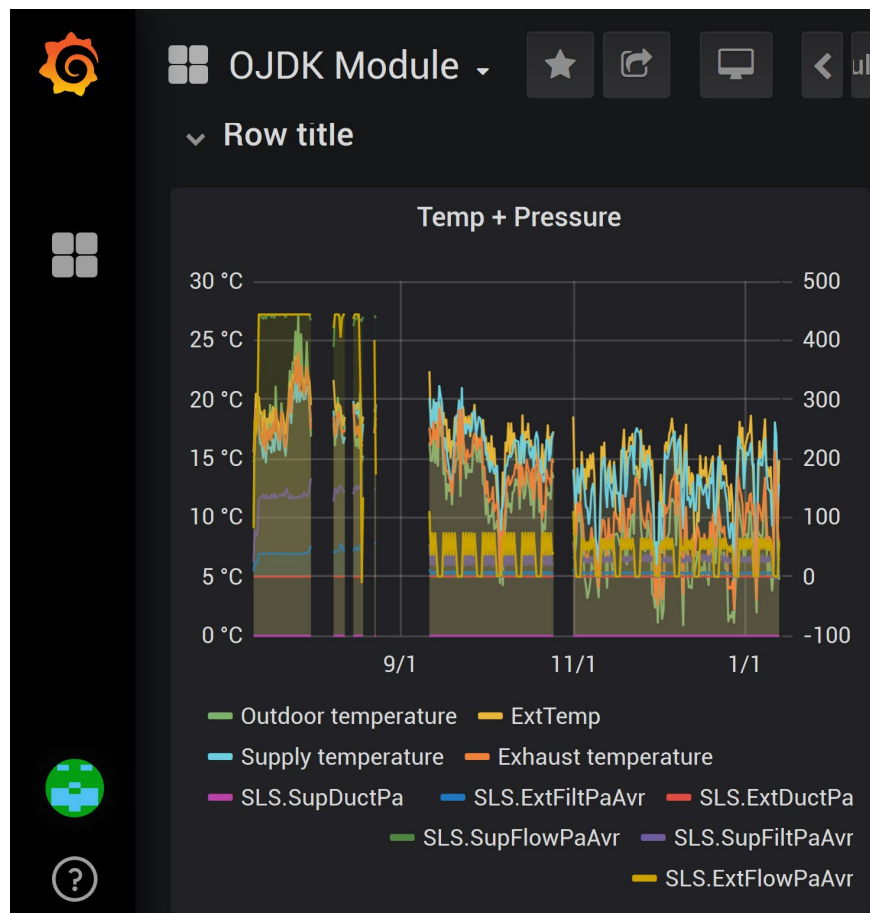 OJDK Module
Row title
Temp + Pressure
30 °C 500
25 °C 400
20 °C 300
15 °C 200
10 °C 100
5 °C 0
0 °C -100
9/1 11/1 1/1
Outdoor temperature ExtTemp
Supply temperature Exhaust temperature
SLS.SupDuctPa SLS.ExtFiltPaAvr SLS.ExtDuctPa
SLS.SupFlowPaAvr SLS.SupFiltPaAvr
SLS.ExtFlowPaAvr
?